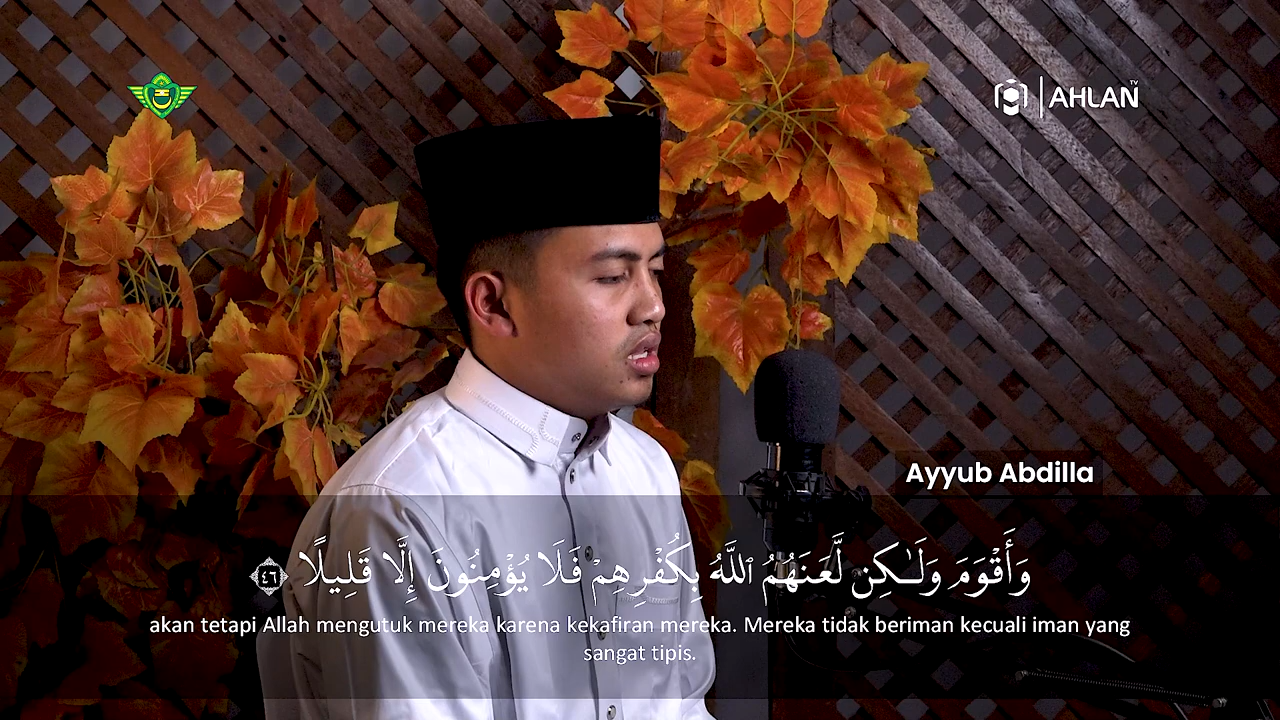 AHLAN TV
Ayyub Abdilla
وَأَقْوَمَ وَلَـٰكِن لَّعَنَهُمُ ٱللَّهُ بِكُفْرِهِمْ فَلَا يُؤْمِنُونَ إِلَّا قَلِيلًا ٤٦
akan tetapi Allah mengutuk mereka karena kekafiran mereka. Mereka tidak beriman kecuali iman yang
sangat tipis.